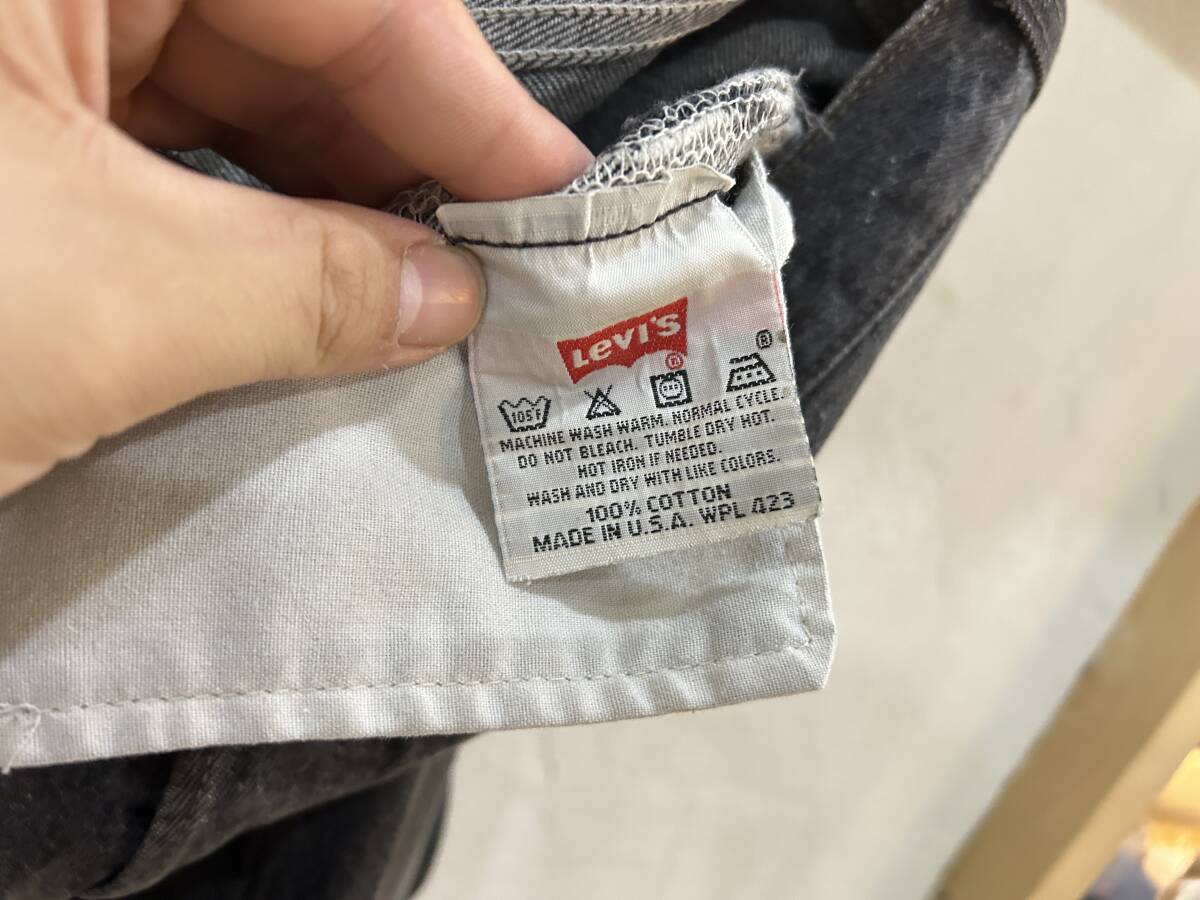 Levi's
®
®
105°F
MACHINE WASH WARM. NORMAL CYCLE.
DO NOT BLEACH. TUMBLE DRY HOT.
HOT IRON IF NEEDED.
WASH AND DRY WITH LIKE COLORS.
100% COTTON
MADE IN U.S.A. WPL 423